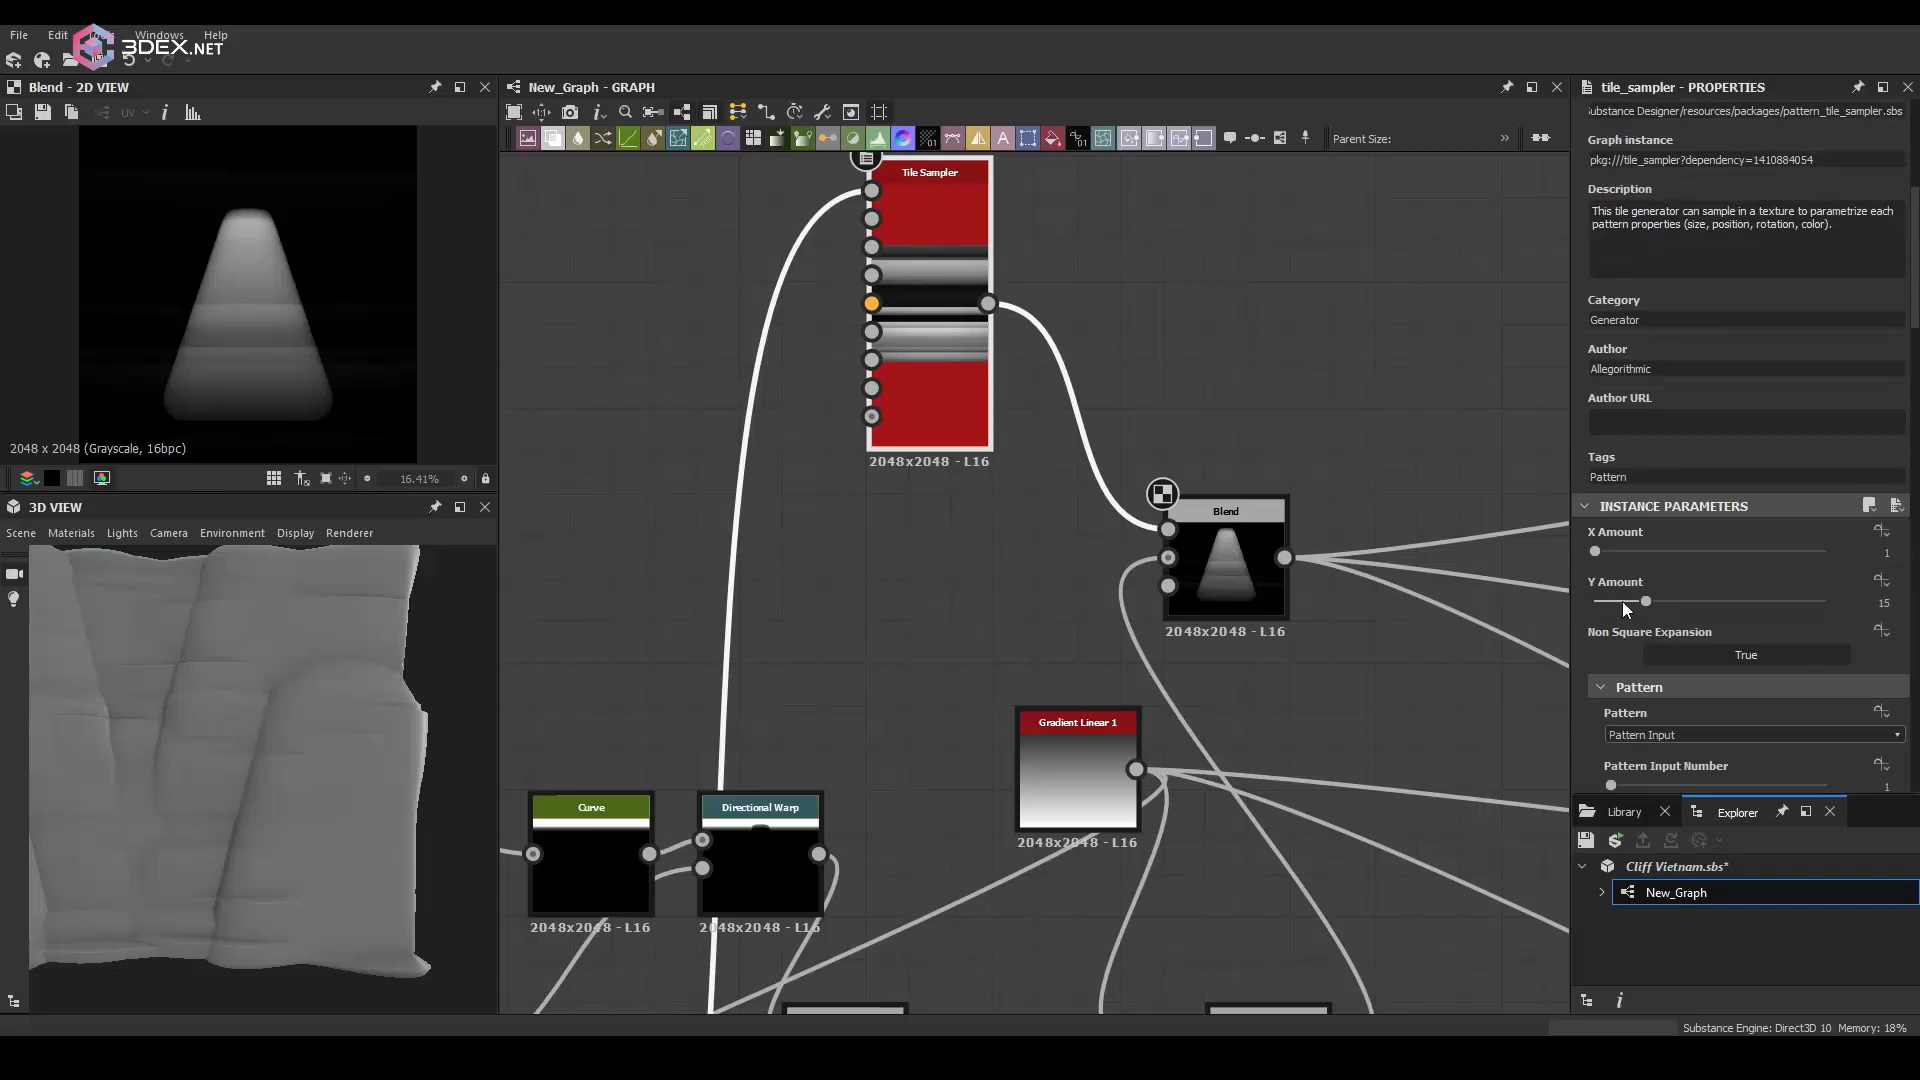 File Edit Windows Help
3DEX.NET
Blend - 2D VIEW
UV
2048 x 2048 (Grayscale, 16bpc)
16.41%
3D VIEW
Scene Materials Lights Camera Environment Display Renderer
New_Graph - GRAPH
Parent Size:
Tile Sampler
2048x2048 - L16
Blend
2048x2048 - L16
Gradient Linear 1
2048x2048 - L16
Curve
2048x2048 - L16
Directional Warp
2048x2048 - L16
tile_sampler - PROPERTIES
Substance Designer/resources/packages/pattern_tile_sampler.sbs
Graph instance
pkg:///tile_sampler?dependency=1410884054
Description
This tile generator can sample in a texture to parametrize each
pattern properties (size, position, rotation, color).
Category
Generator
Author
Allegorithmic
Author URL
Tags
Pattern
INSTANCE PARAMETERS
X Amount
1
Y Amount
15
Non Square Expansion
True
Pattern
Pattern
Pattern Input
Pattern Input Number
1
Library Explorer
Cliff Vietnam.sbs*
New_Graph
Substance Engine: Direct3D 10 Memory: 18%